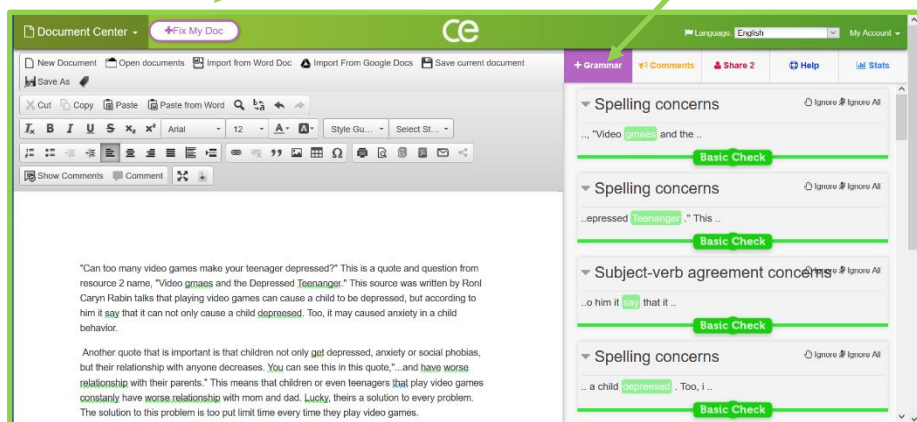 Document Center
+Fix My Doc
ce
Language: English
My Account
New Document Open documents Import from Word Doc Import From Google Docs Save current document
Save As
+ Grammar Comments Share 2 Help Stats
Cut Copy Paste Paste from Word
Arial 12 Style Gu... Select St...
Show Comments Comment
"Can too many video games make your teenager depressed?" This is a quote and question from
resource 2 name, "Video gmaes and the Depressed Teenanger." This source was written by Ronl
Caryn Rabin talks that playing video games can cause a child to be depressed, but according to
him it say that it can not only cause a child depreesed. Too, it may caused anxiety in a child
behavior.
Another quote that is important is that children not only get depressed, anxiety or social phobias,
but their relationship with anyone decreases. You can see this in this quote,"...and have worse
relationship with their parents." This means that children or even teenagers that play video games
constanly have worse relationship with mom and dad. Lucky, theirs a solution to every problem.
The solution to this problem is too put limit time every time they play video games.
Spelling concerns
Ignore Ignore All
.., "Video gmaes and the ..
Basic Check
Spelling concerns
Ignore Ignore All
..epressed Teenanger ." This ..
Basic Check
Subject-verb agreement concerns
Ignore Ignore All
..o him it say that it ..
Basic Check
Spelling concerns
Ignore Ignore All
.. a child depreesed . Too, i ..
Basic Check